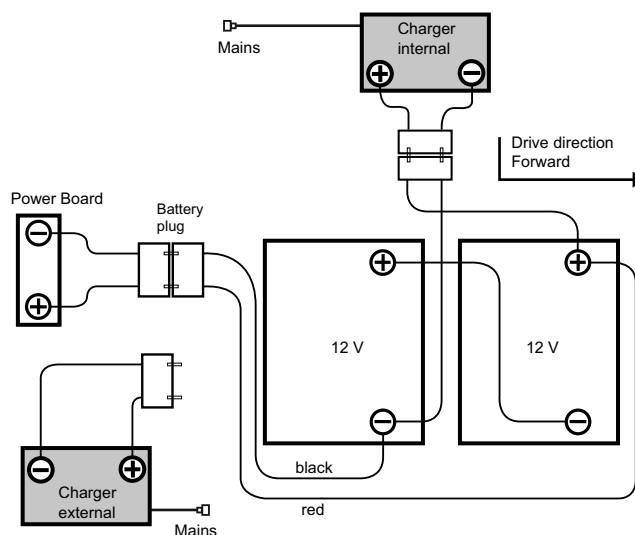 Charger
internal
Mains
Drive direction
Forward
Power Board
Battery
plug
12 V
12 V
black
red
Charger
external
Mains